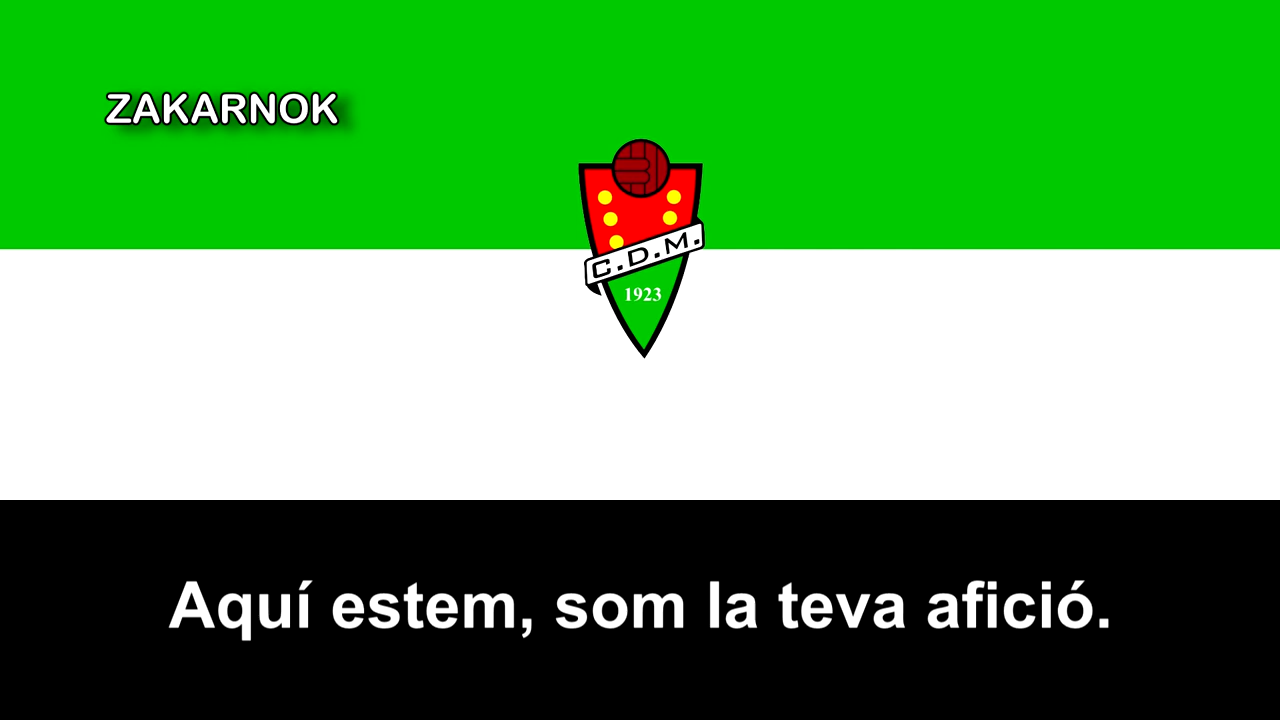 ZAKARNOK
C.D.M.
1923
Aquí estem, som la teva afició.